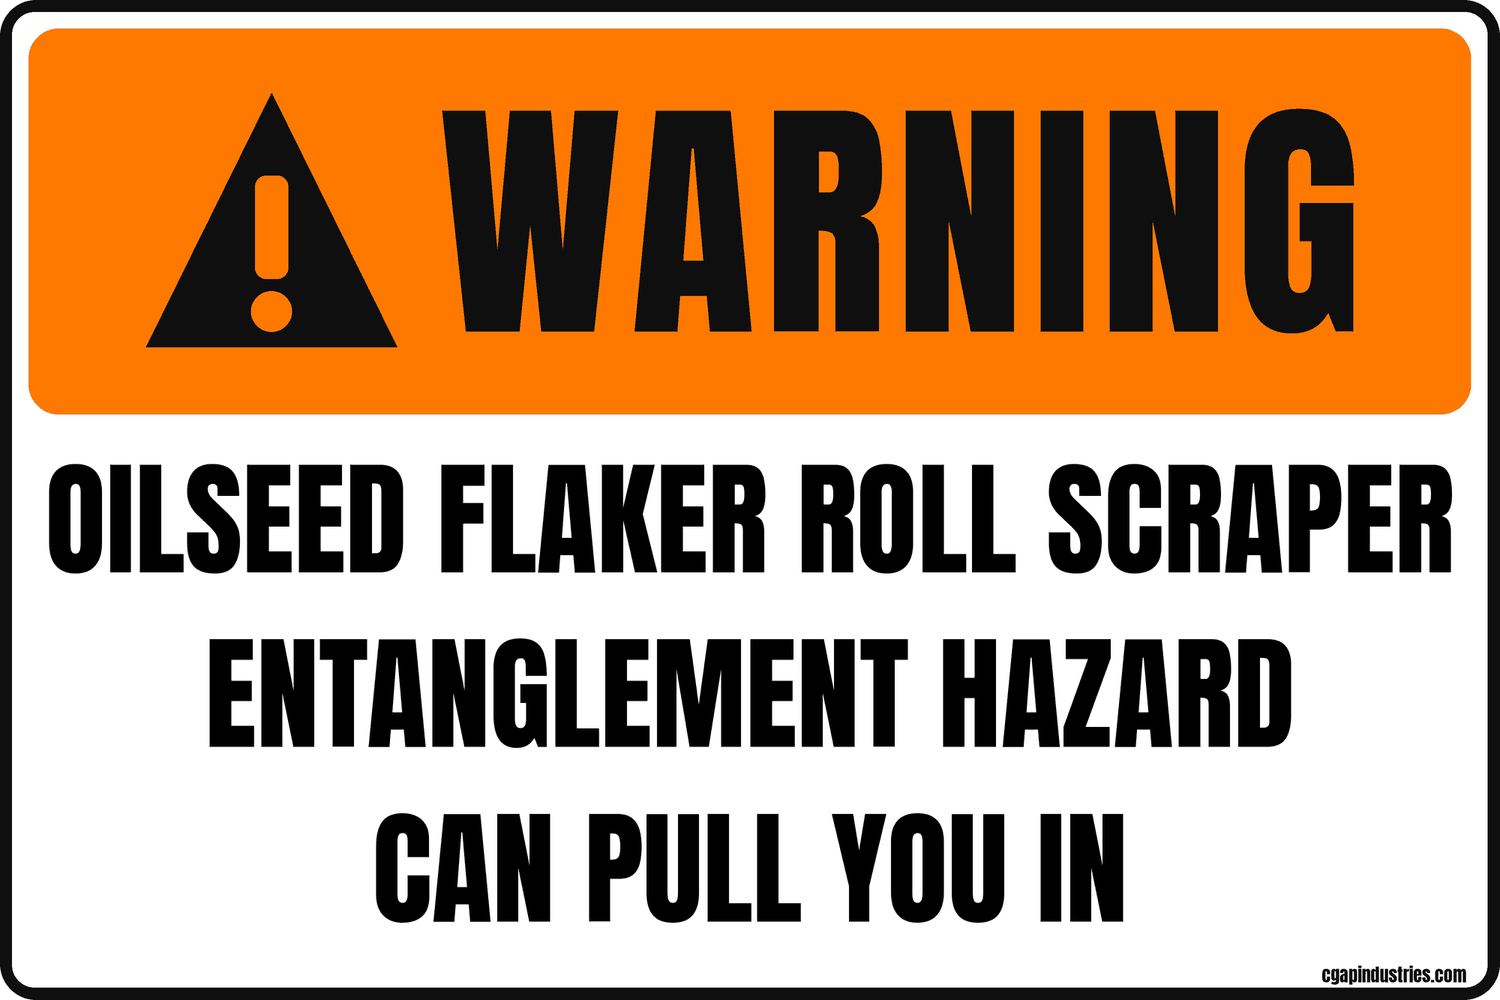 WARNING
OILSEED FLAKER ROLL SCRAPER
ENTANGLEMENT HAZARD
CAN PULL YOU IN
cgapindustries.com